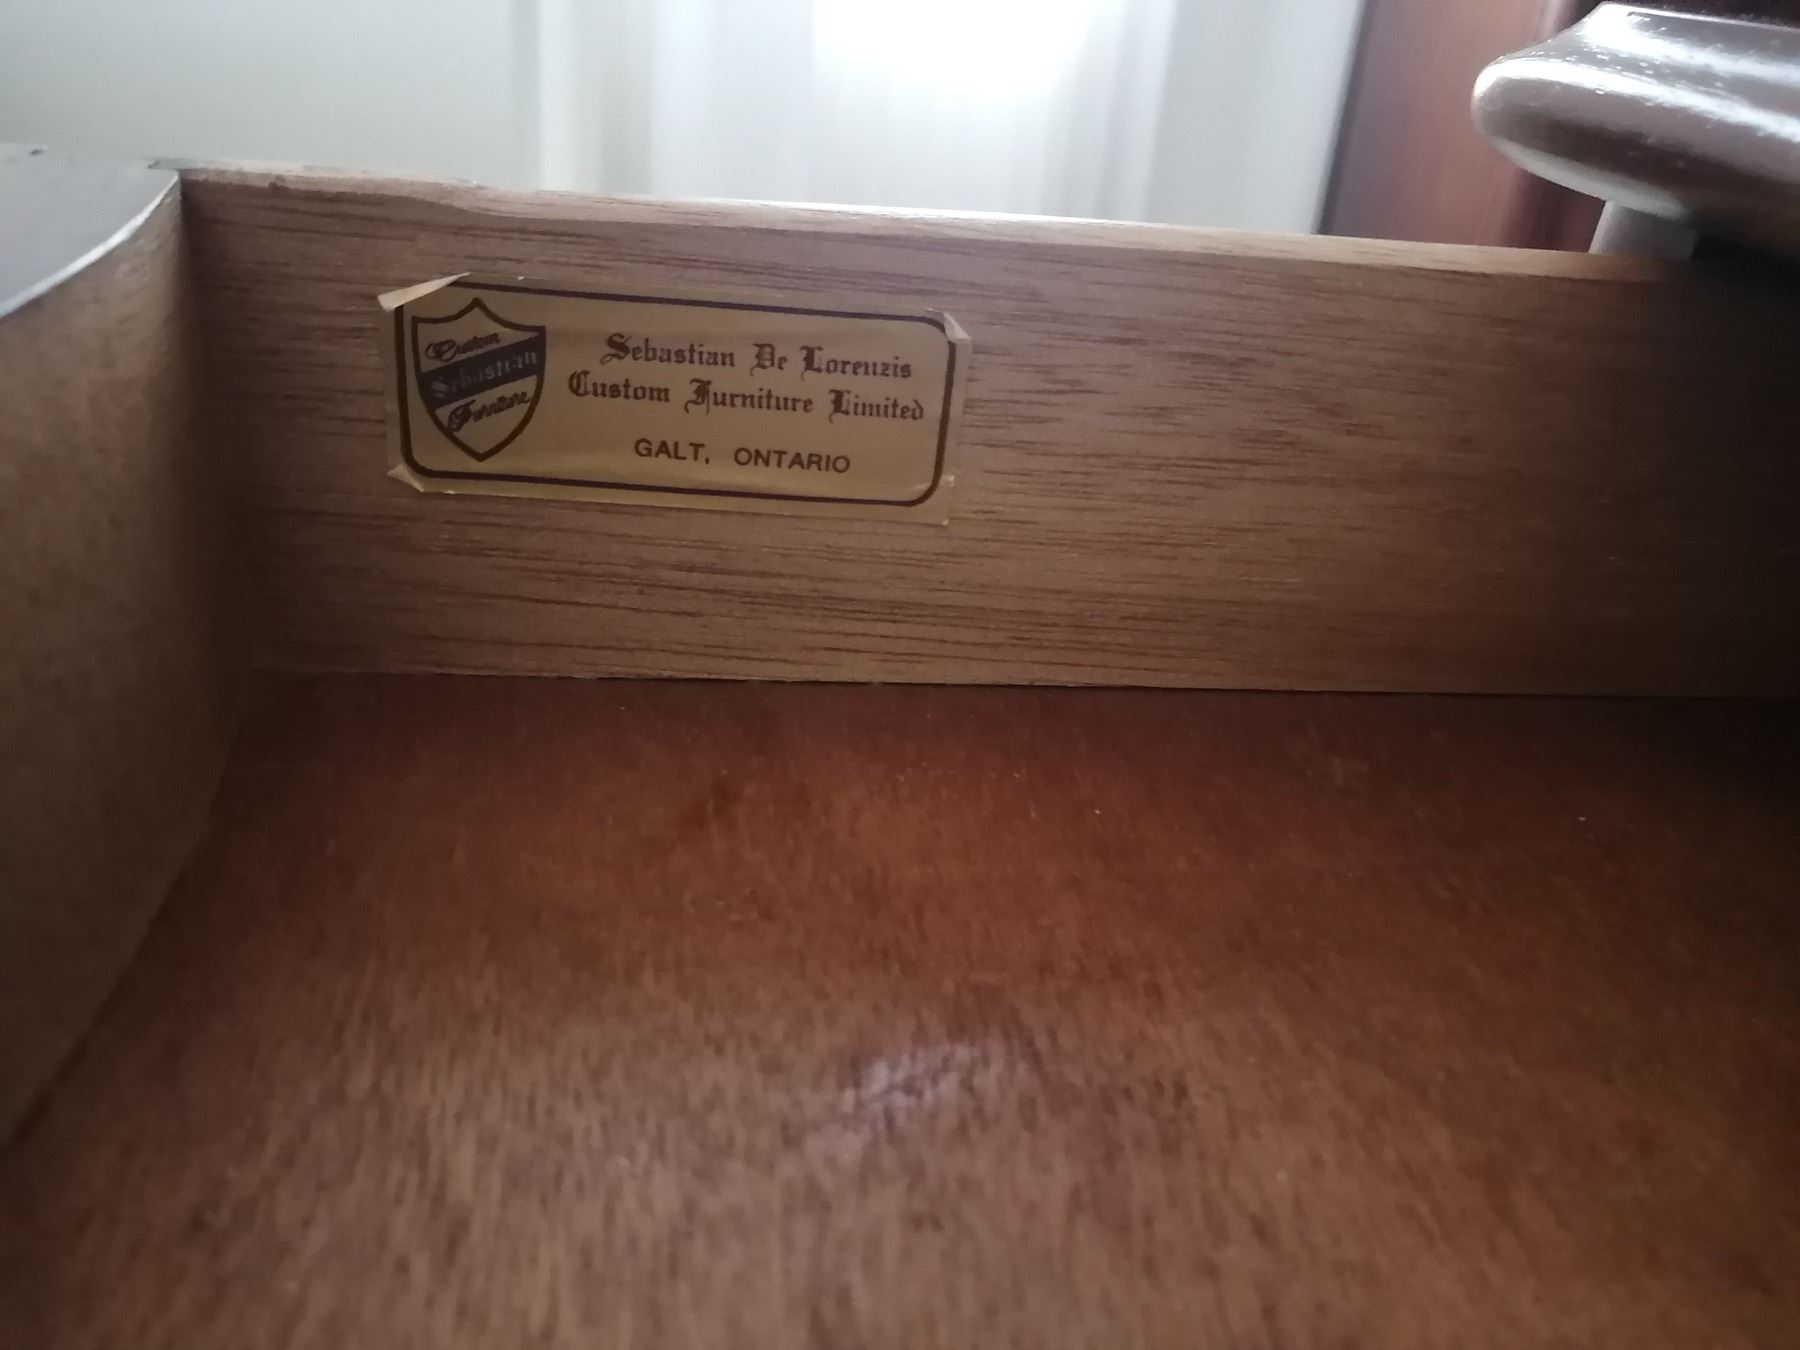 Custom
Sebastian
Furniture
Sebastian De Lorenzis
Custom Furniture Limited
GALT, ONTARIO